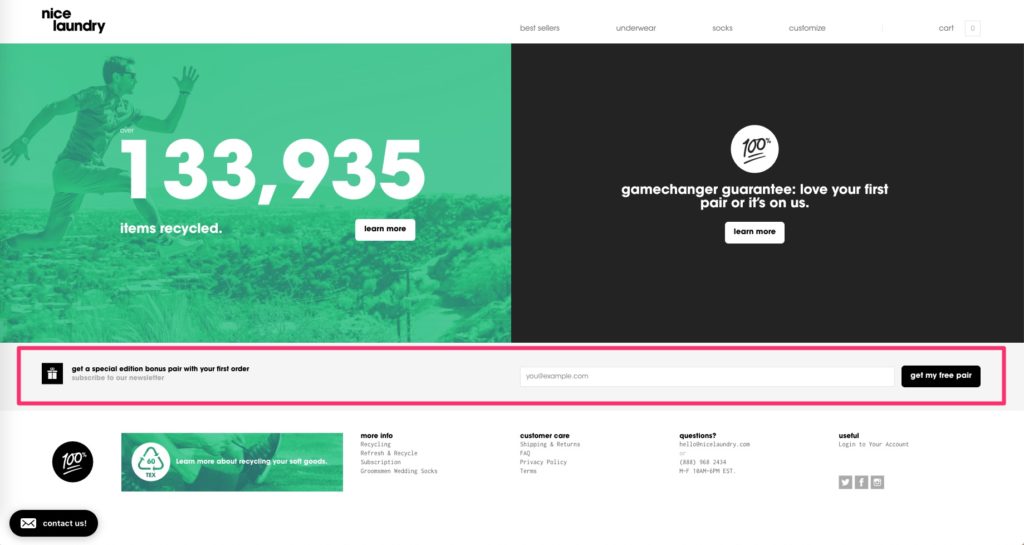 nice
laundry
best sellers
underwear
socks
customize
cart
0
over
133,935
items recycled.
learn more
100%
gamechanger guarantee: love your first
pair or it's on us.
learn more
get a special edition bonus pair with your first order
subscribe to our newsletter
you@example.com
get my free pair
100%
60
TEX
Learn more about recycling your soft goods.
more info
Recycling
Refresh & Recycle
Subscription
Groomsmen Wedding Socks
customer care
Shipping & Returns
FAQ
Privacy Policy
Terms
questions?
hello@nicelaundry.com
or
(888) 968 2434
M-F 10AM-6PM EST.
useful
Login to Your Account
contact us!